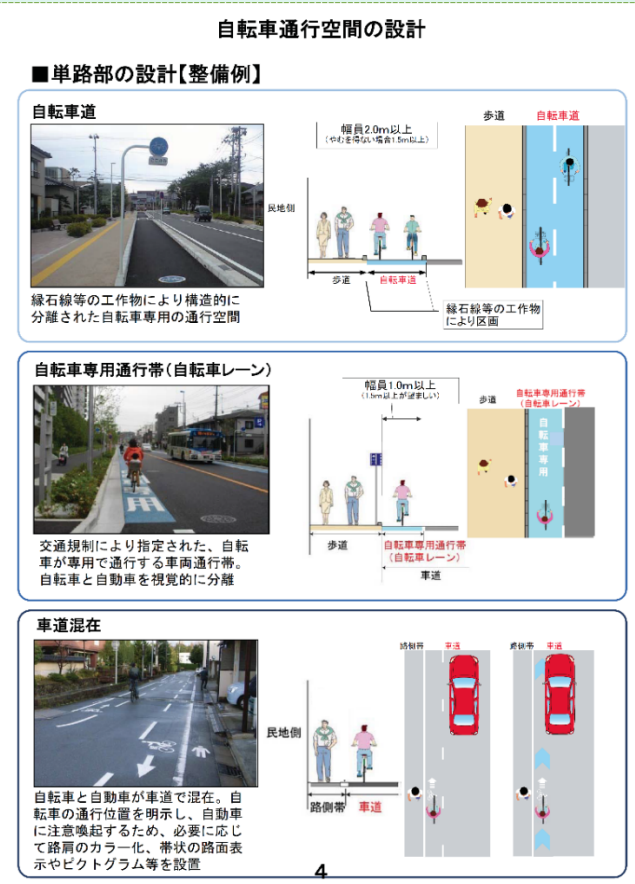 自転車通行空間の設計
■単路部の設計【整備例】
自転車道
幅員2.0m以上
(やむを得ない場合1.5m以上)
民地側
歩道
自転車道
縁石線等の工作物
により区画
歩道
自転車道
縁石線等の工作物により構造的に
分離された自転車専用の通行空間
自転車専用通行帯(自転車レーン)
専用
幅員1.0m以上
(1.5m以上が望ましい)
歩道
自転車専用通行帯
(自転車レーン)
車道
歩道
自転車専用通行帯
(自転車レーン)
自転車専用
交通規制により指定された、自転
車が専用で通行する車両通行帯。
自転車と自動車を視覚的に分離
車道混在
民地側
路側帯
車道
路側帯
車道
路側帯
車道
自転車と自動車が車道で混在。自
転車の通行位置を明示し、自動車
に注意喚起するため、必要に応じ
て路肩のカラー化、帯状の路面表
示やピクトグラム等を設置
4